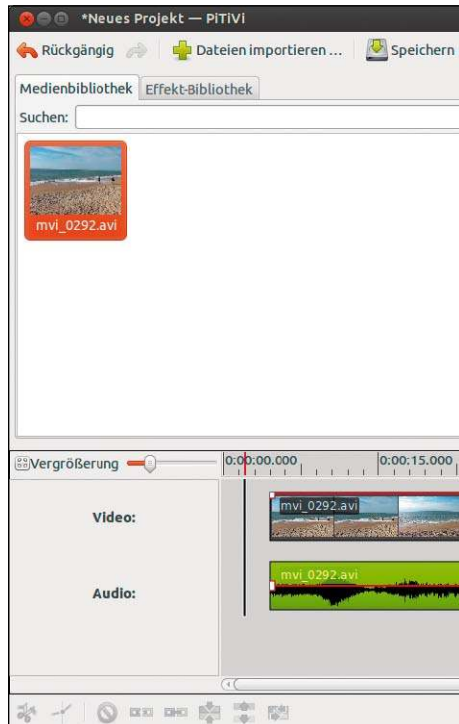 *Neues Projekt — PiTiVi
Rückgängig Dateien importieren ... Speichern
Medienbibliothek Effekt-Bibliothek
Suchen:
mvi_0292.avi
Vergrößerung 0:00:00.000 0:00:15.000
Video: mvi_0292.avi
Audio: mvi_0292.avi